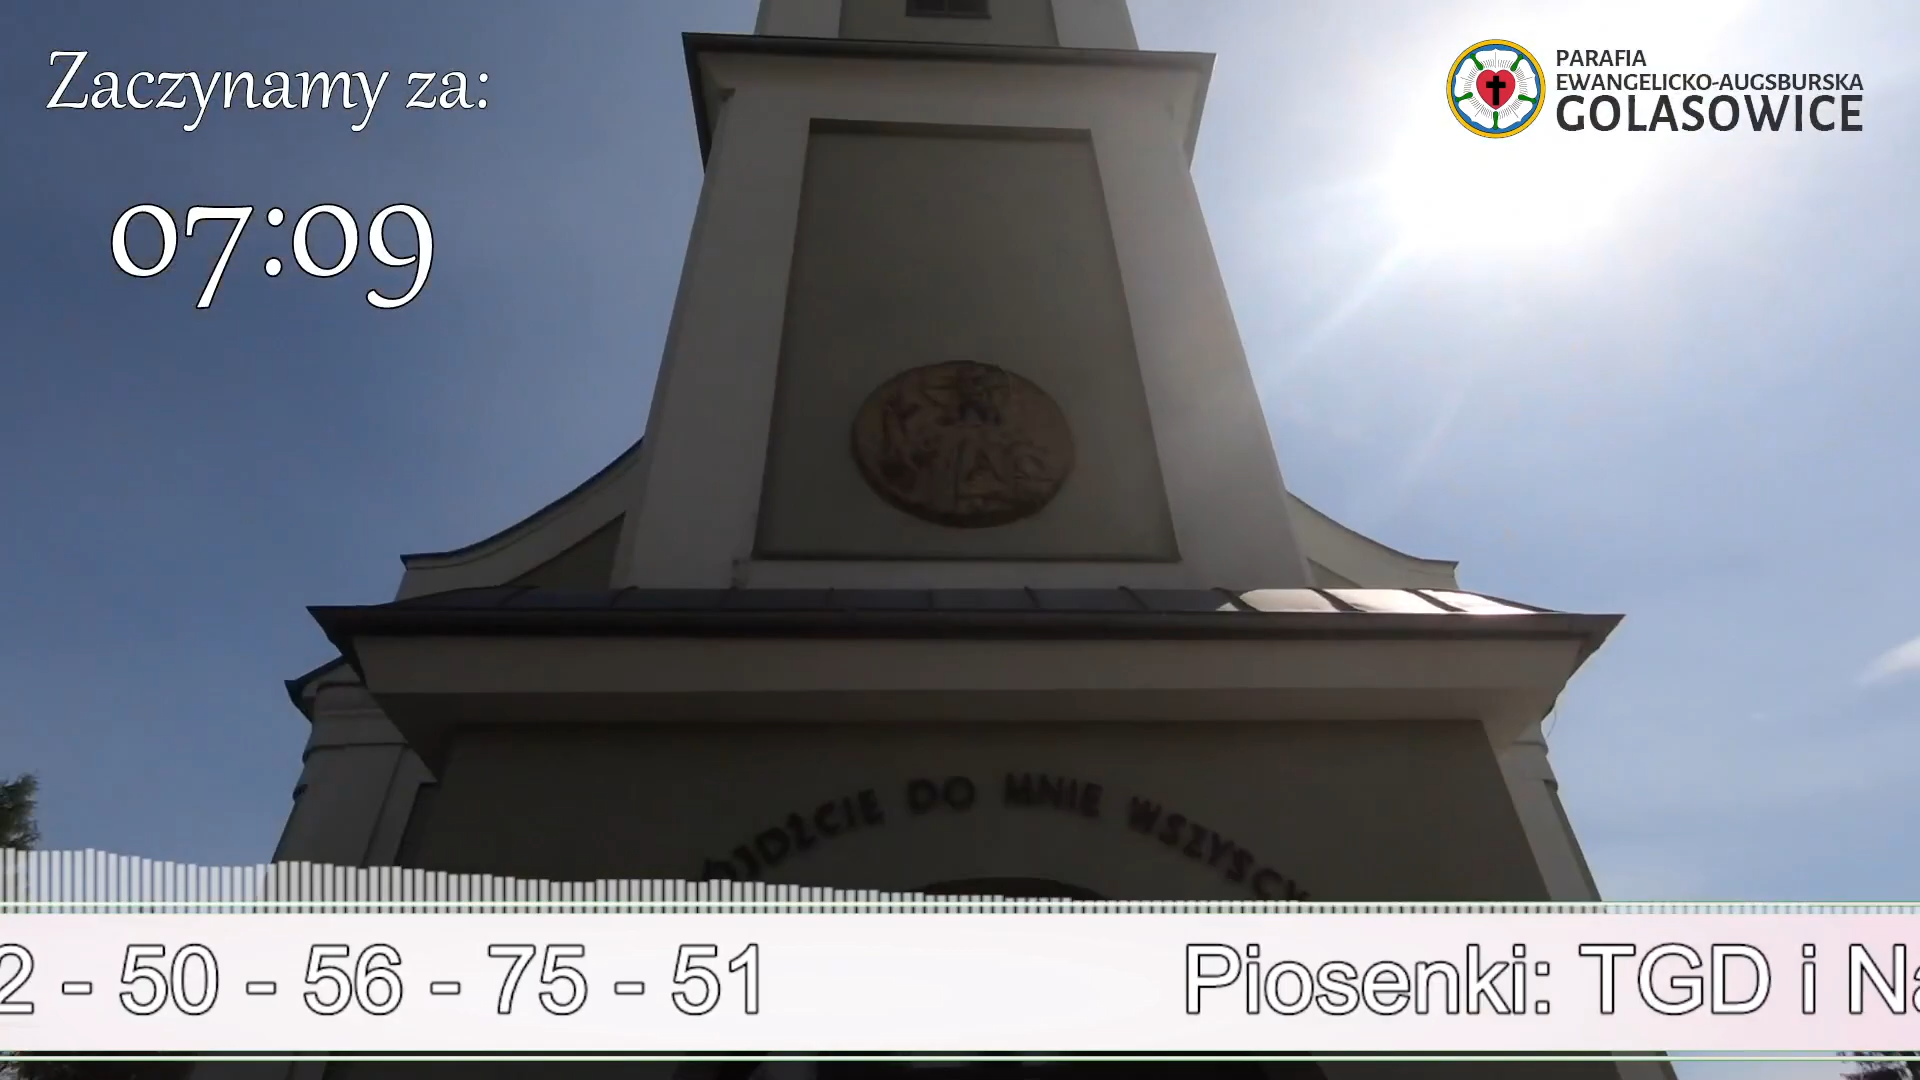 Zaczynamy za:
07:09
PARAFIA
EWANGELICKO-AUGSBURSKA
GOLASOWICE
DO MNIE
2 - 50 - 56 - 75 - 51
Piosenki: TGD i